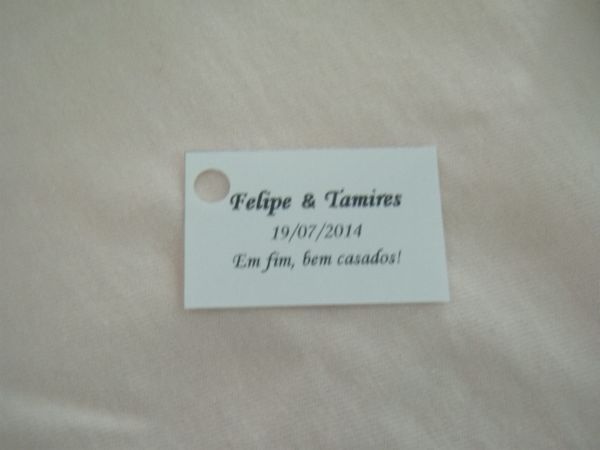 Felipe & Tamires
19/07/2014
Em fim, bem casados!